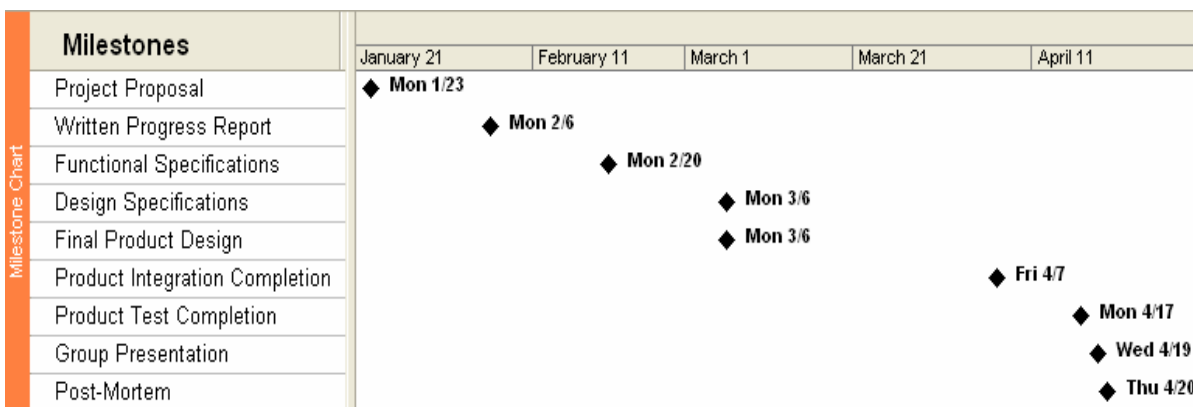 Milestone Chart
Milestones
January 21 February 11 March 1 March 21 April 11
Project Proposal Mon 1/23
Written Progress Report Mon 2/6
Functional Specifications Mon 2/20
Design Specifications Mon 3/6
Final Product Design Mon 3/6
Product Integration Completion Fri 4/7
Product Test Completion Mon 4/17
Group Presentation Wed 4/19
Post-Mortem Thu 4/20